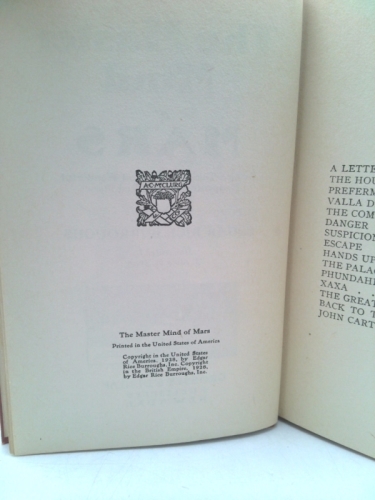 A·C·McCLURG
The Master Mind of Mars
Printed in the United States of America
Copyright in the United States
of America, 1928, by Edgar
Rice Burroughs, Inc. Copyright
in the British Empire, 1928,
by Edgar Rice Burroughs, Inc.
A LETTE
THE HOU
PREFERM
VALLA D
THE COM
DANGER
SUSPICION
ESCAPE
HANDS UP
THE PALAC
PHUNDAHL
XAXA . .
THE GREAT
BACK TO T
JOHN CART